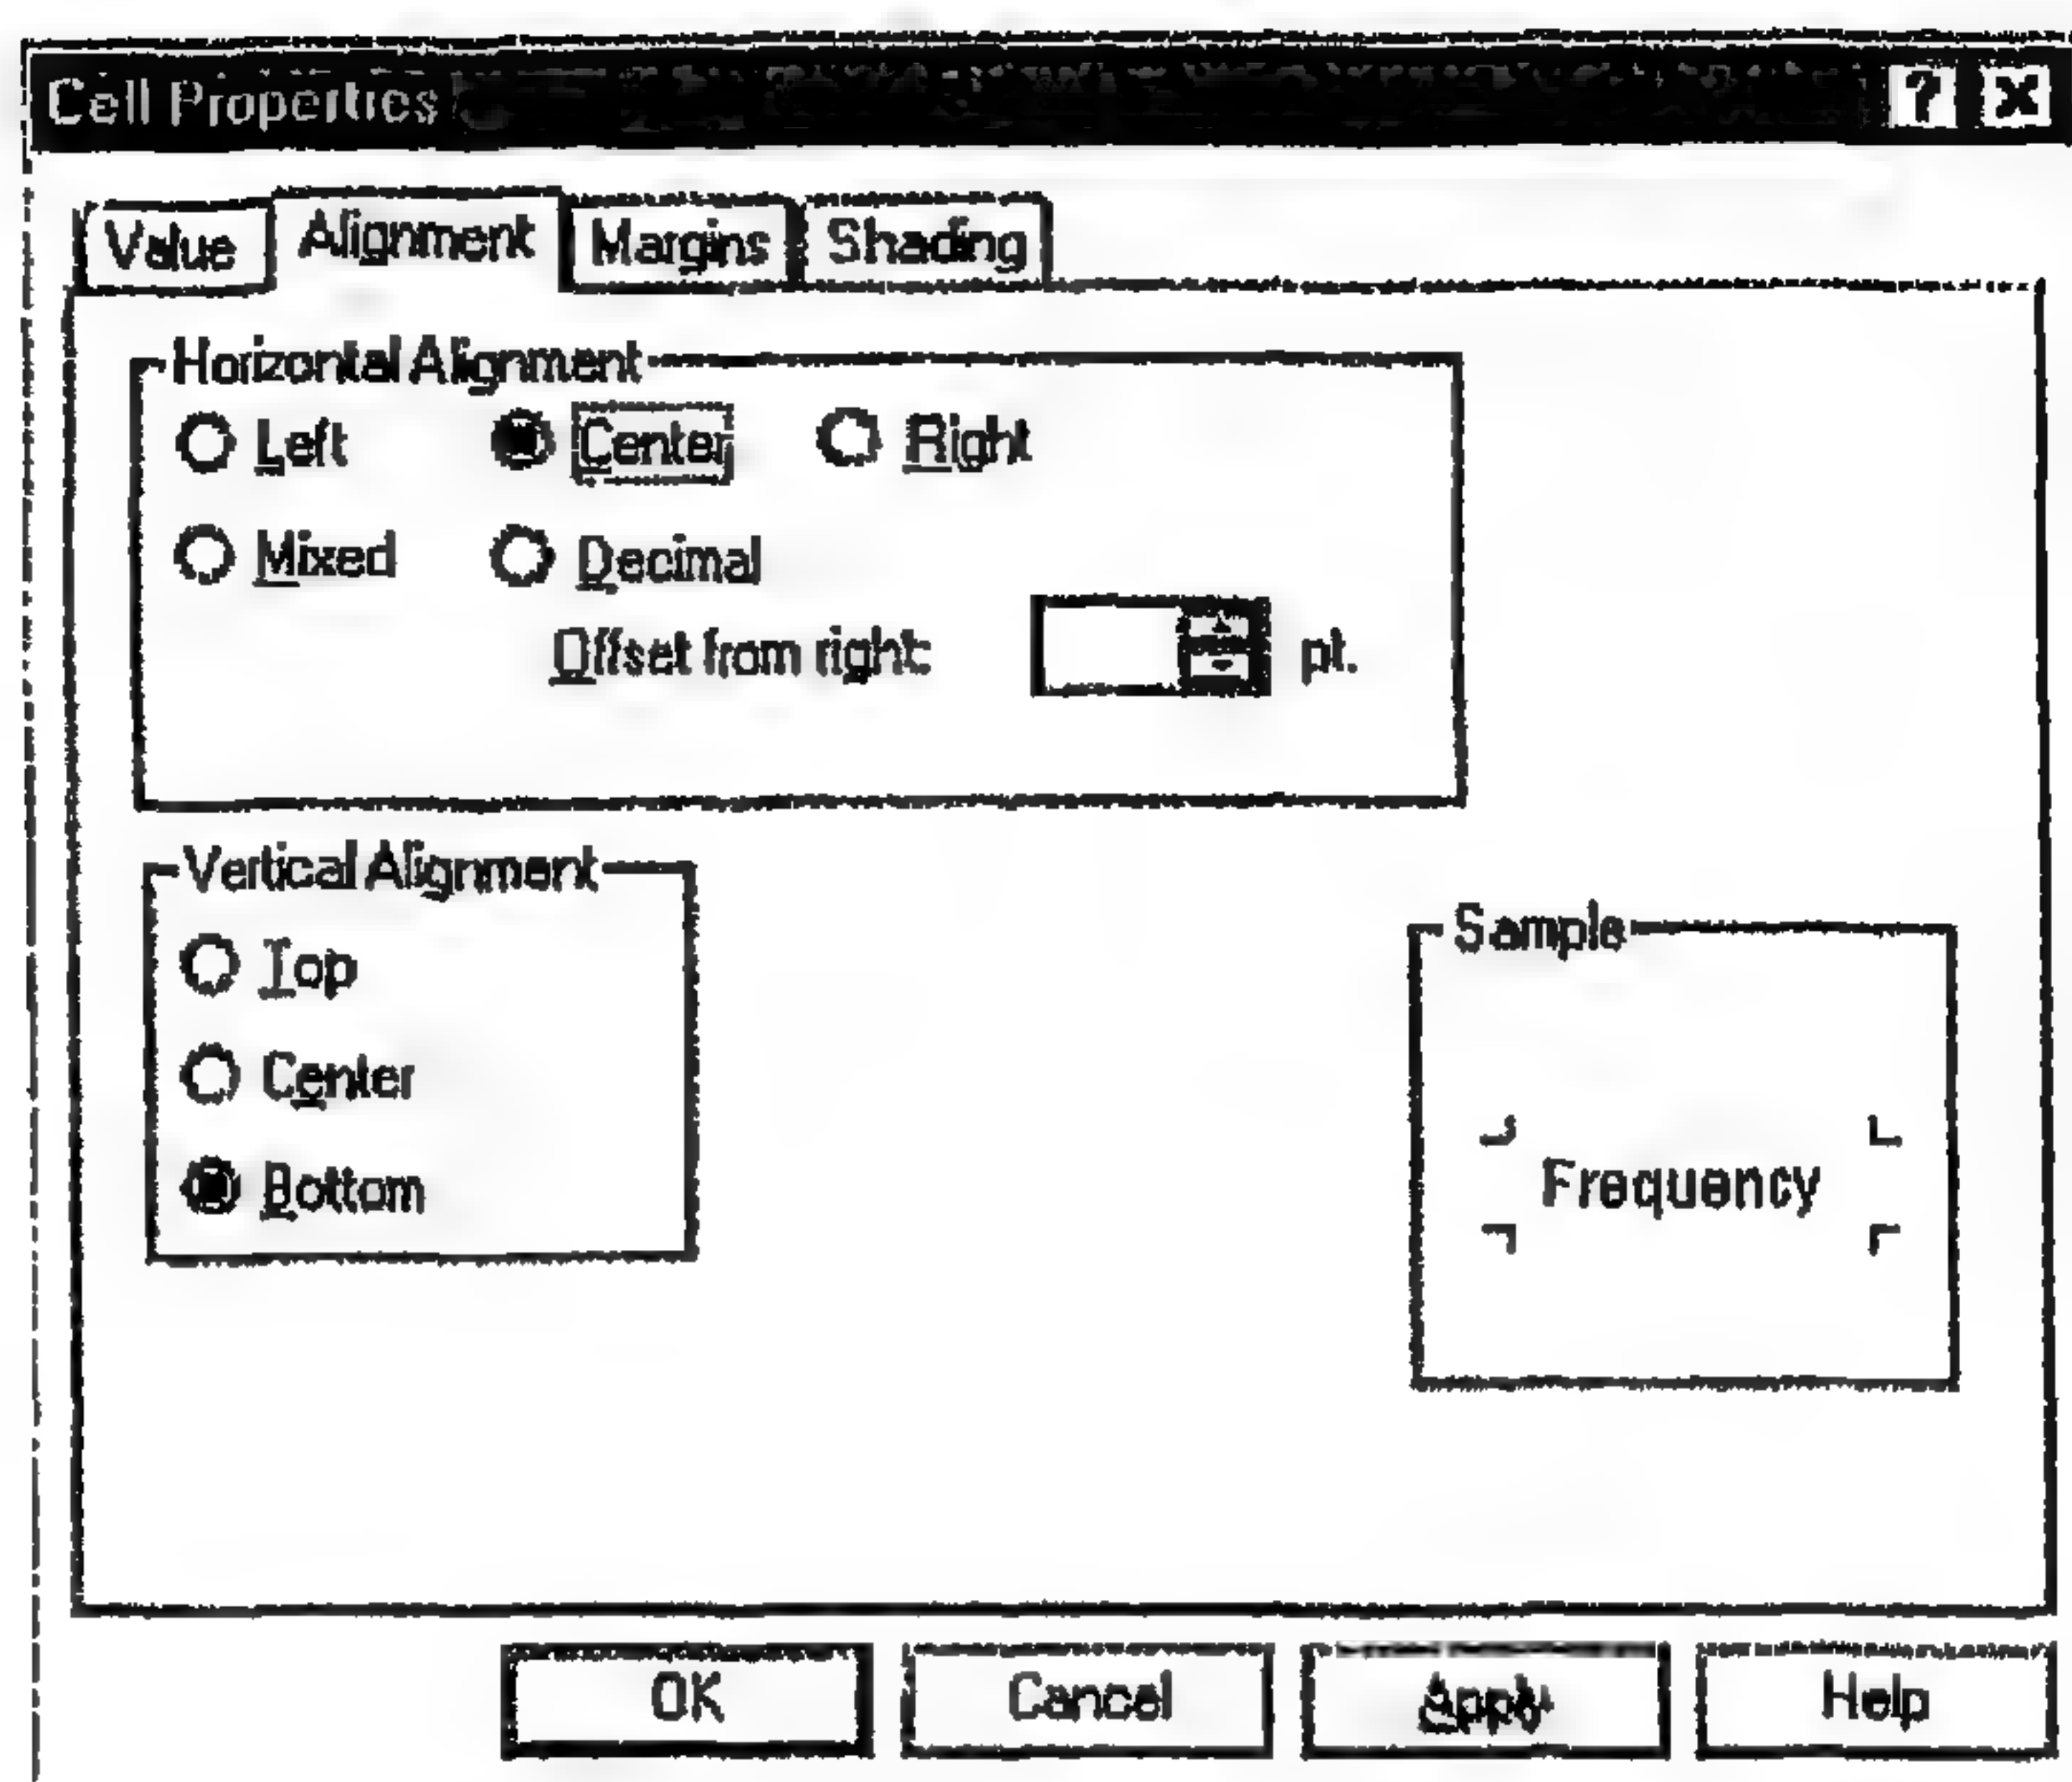 Cell Properties ? X
Value Alignment Margins Shading
Horizontal Alignment
Left Center Right
Mixed Decimal
Offset from right: pt.
Vertical Alignment
Top
Center
Bottom
Sample
Frequency
OK Cancel Apply Help